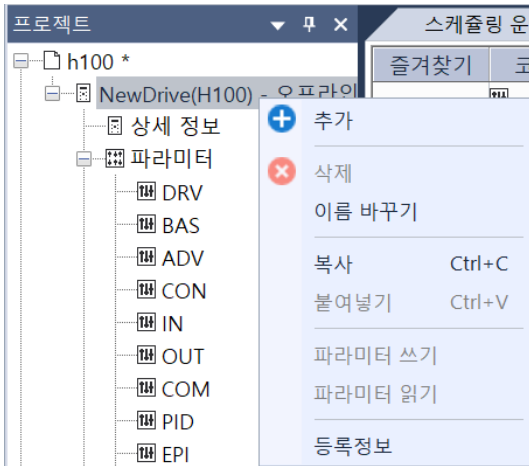 프로젝트
스케쥴링 운
h100 *
즐겨찾기
NewDrive(H100) - 오프라인
상세 정보
파라미터
DRV
BAS
ADV
CON
IN
OUT
COM
PID
EPI
추가
삭제
이름 바꾸기
복사 Ctrl+C
붙여넣기 Ctrl+V
파라미터 쓰기
파라미터 읽기
등록정보